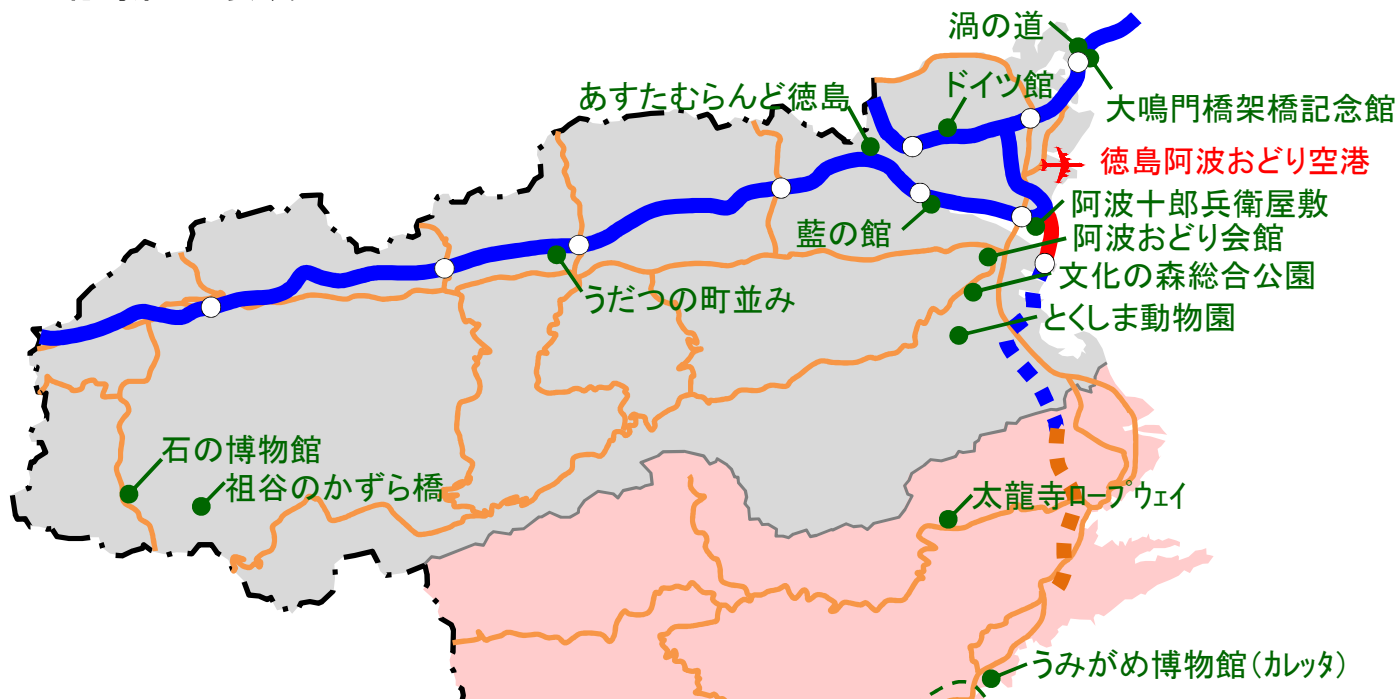 渦の道
ドイツ館
あすたむらんど徳島
大鳴門橋架橋記念館
徳島阿波おどり空港
阿波十郎兵衛屋敷
藍の館
阿波おどり会館
文化の森総合公園
うだつの町並み
とくしま動物園
石の博物館
祖谷のかずら橋
太龍寺ロープウェイ
うみがめ博物館(カレッタ)